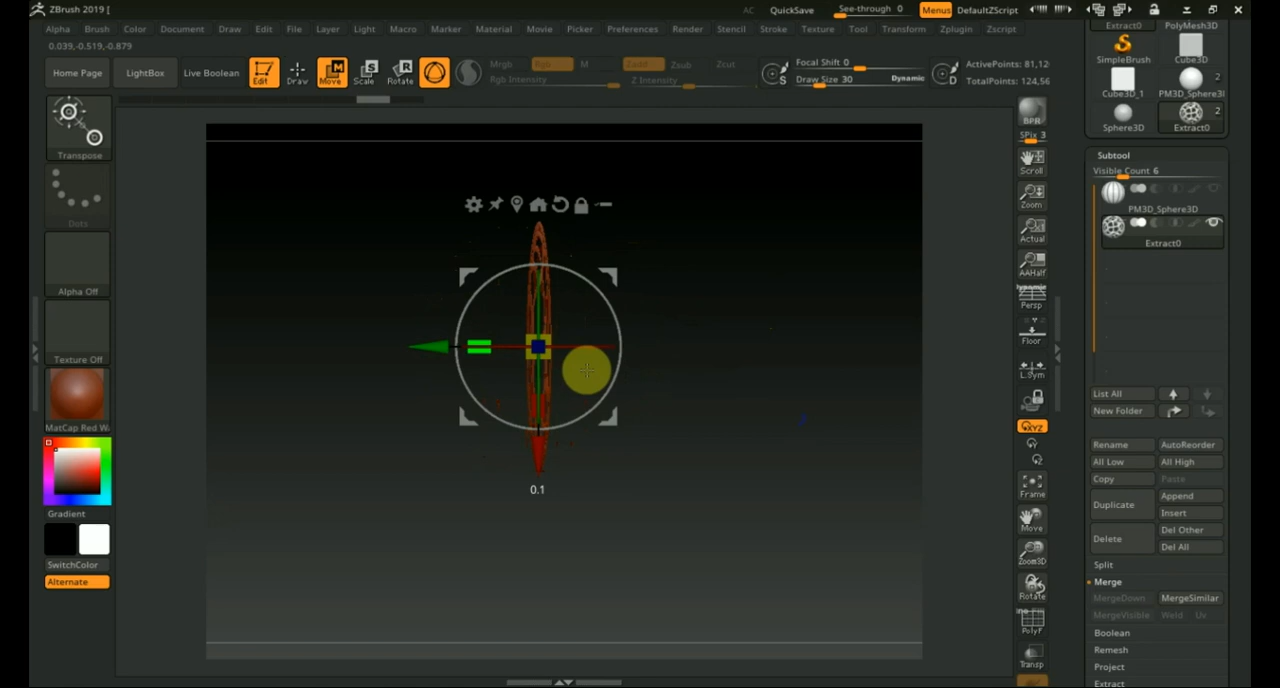 ZBrush 2019 [
AC QuickSave See-through 0 Menus DefaultZScript
Alpha Brush Color Document Draw Edit File Layer Light Macro Marker Material Movie Picker Preferences Render Stencil Stroke Texture Tool Transform Zplugin Zscript
0.039,-0.519,-0.879
Home Page LightBox Live Boolean Edit Draw Move Scale Rotate
Mrgb Rgb M Zadd Zsub Zcut
Rgb Intensity Z Intensity
Focal Shift 0
Draw Size 30 Dynamic
ActivePoints: 81,12
TotalPoints: 124,56
Transpose
Dots
Alpha Off
Texture Off
MatCap Red W
Gradient
SwitchColor
Alternate
0.1
BPR
SPix 3
Scroll
Zoom
Actual
AAHalf
Dynamic
Persp
Floor
L.Sym
XYZ
Frame
Move
Zoom3D
Rotate
PolyF
Transp
Extract0 PolyMesh3D
SimpleBrush Cube3D
Cube3D_1 2 PM3D_Sphere3I
Sphere3D 2 Extract0
Subtool
Visible Count 6
PM3D_Sphere3D
Extract0
List All
New Folder
Rename AutoReorder
All Low All High
Copy Paste
Duplicate Append
Insert
Delete Del Other
Del All
Split
Merge
MergeDown MergeSimilar
MergeVisible Weld Uv
Boolean
Remesh
Project
Extract